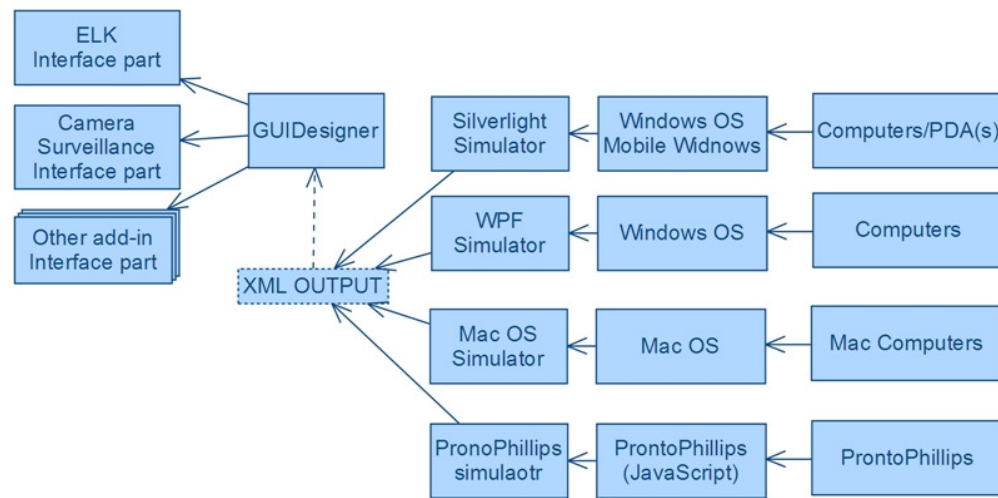 ELK
Interface part
Camera
Surveillance
Interface part
Other add-in
Interface part
GUIDesigner
XML OUTPUT
Silverlight
Simulator
Windows OS
Mobile Widnows
Computers/PDA(s)
WPF
Simulator
Windows OS
Computers
Mac OS
Simulator
Mac OS
Mac Computers
PronoPhillips
simulaotr
ProntoPhillips
(JavaScript)
ProntoPhillips